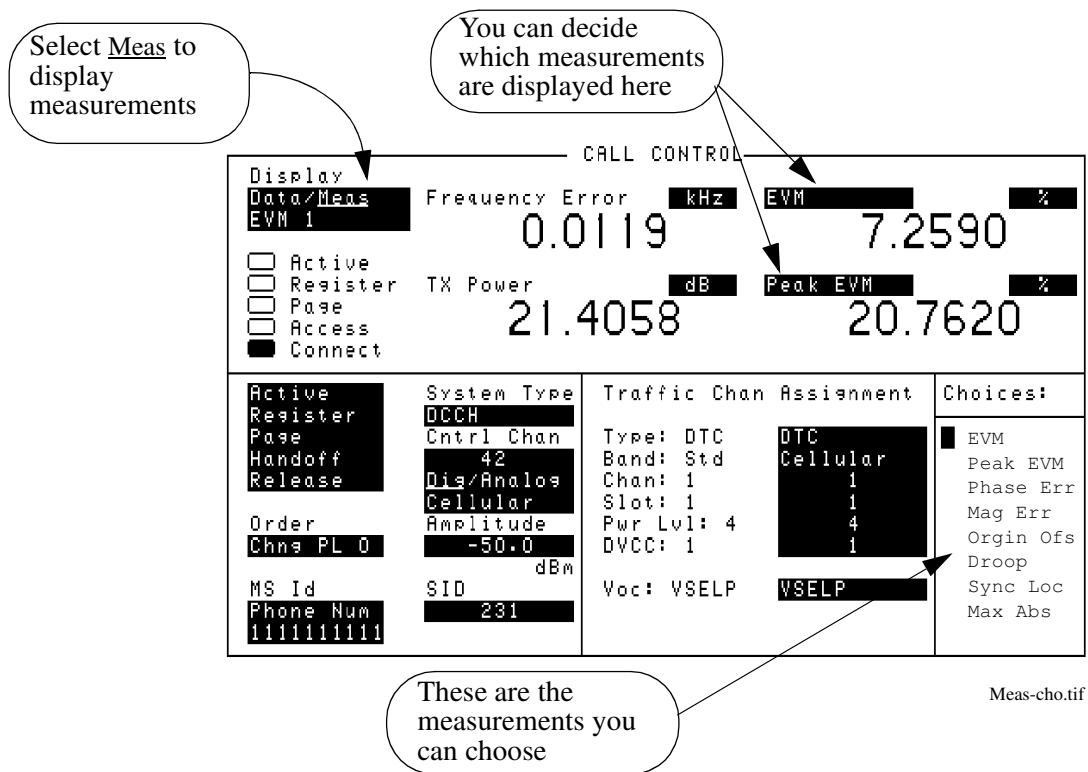 Select Meas to
display
measurements
You can decide
which measurements
are displayed here
CALL CONTROL
Display
Data/Meas
EVM 1
Frequency Error kHz
0.0119
EVM %
7.2590
Active
Register
Page
Access
Connect
TX Power dB
21.4058
Peak EVM %
20.7620
Active
Register
Page
Handoff
Release
Order
Chng PL 0
MS Id
Phone Num
1111111111
System Type
DCCH
Cntrl Chan
42
Dig/Analog
Cellular
Amplitude
-50.0
dBm
SID
231
Traffic Chan Assignment
Type: DTC DTC
Band: Std Cellular
Chan: 1 1
Slot: 1 1
Pwr Lvl: 4 4
DVCC: 1 1
Voc: VSELP VSELP
Choices:
EVM
Peak EVM
Phase Err
Mag Err
Orgin Ofs
Droop
Sync Loc
Max Abs
These are the
measurements you
can choose
Meas-cho.tif